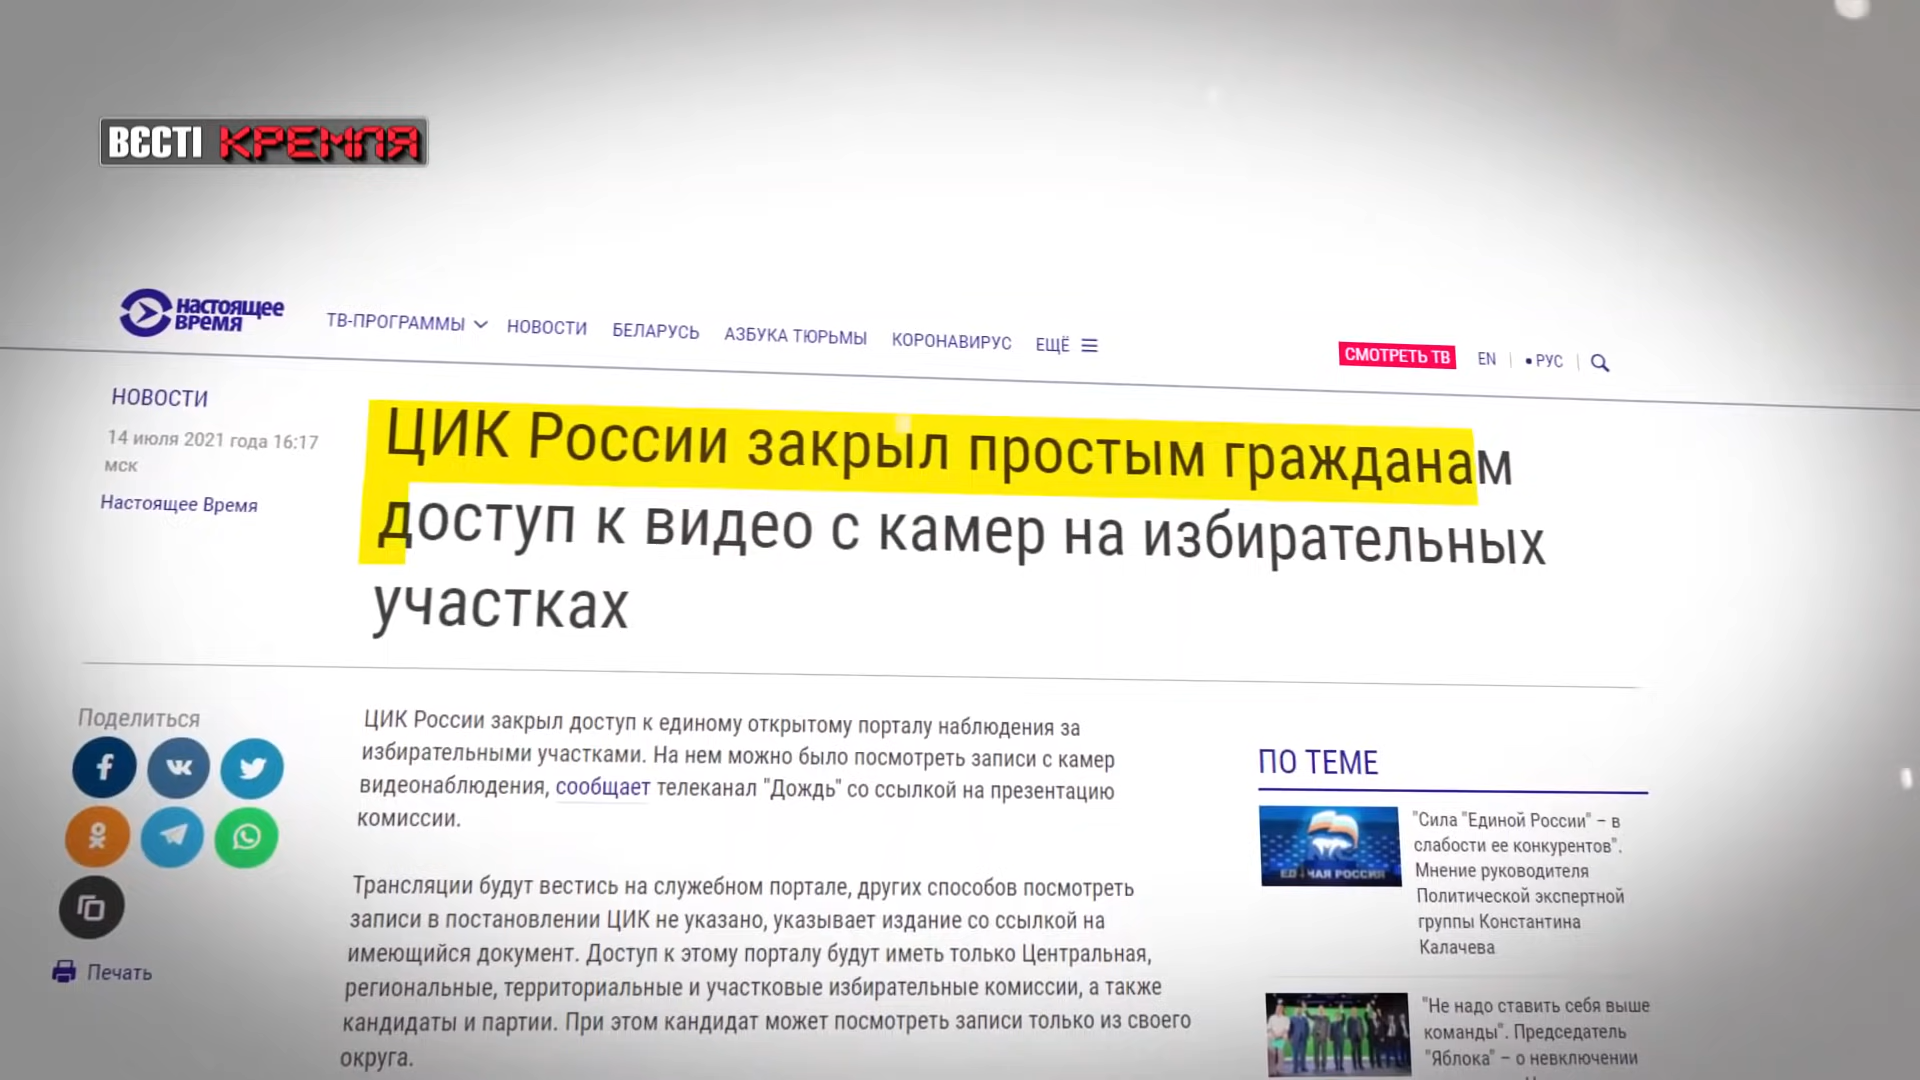 ВЄСТІ КРЕМЛЯ
настоящее
время
ТВ-ПРОГРАММЫ НОВОСТИ БЕЛАРУСЬ АЗБУКА ТЮРЬМЫ КОРОНАВИРУС ЕЩЁ
СМОТРЕТЬ ТВ EN • РУС
НОВОСТИ
14 июля 2021 года 16:17
мск
Настоящее Время
ЦИК России закрыл простым гражданам
доступ к видео с камер на избирательных
участках
Поделиться
Печать
ЦИК России закрыл доступ к единому открытому порталу наблюдения за
избирательными участками. На нем можно было посмотреть записи с камер
видеонаблюдения, сообщает телеканал "Дождь" со ссылкой на презентацию
комиссии.
Трансляции будут вестись на служебном портале, других способов посмотреть
записи в постановлении ЦИК не указано, указывает издание со ссылкой на
имеющийся документ. Доступ к этому порталу будут иметь только Центральная,
региональные, территориальные и участковые избирательные комиссии, а также
кандидаты и партии. При этом кандидат может посмотреть записи только из своего
округа.
ПО ТЕМЕ
ЕДИНАЯ РОССИЯ
"Сила "Единой России" – в
слабости ее конкурентов".
Мнение руководителя
Политической экспертной
группы Константина
Калачева
"Не надо ставить себя выше
команды". Председатель
"Яблока" – о невключении